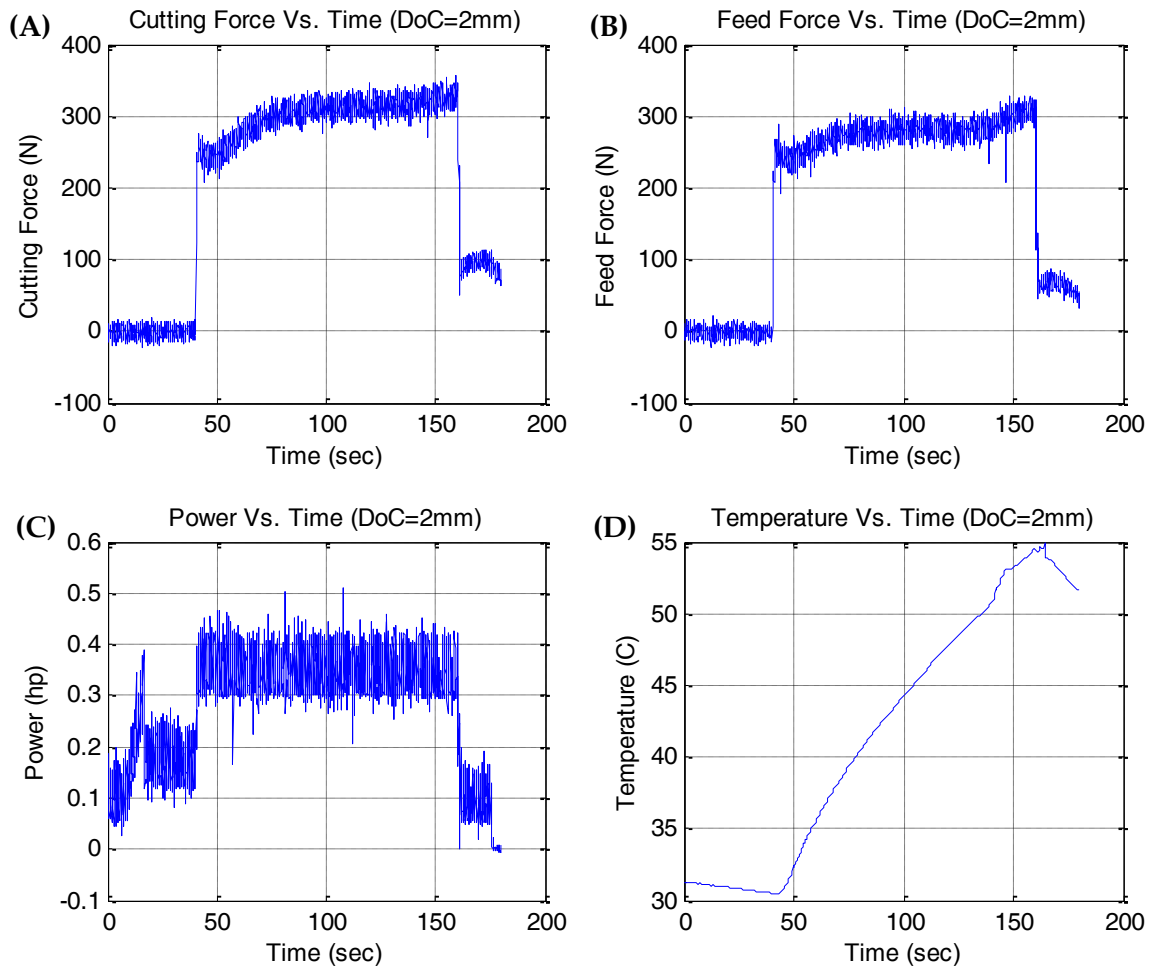 (A)
Cutting Force Vs. Time (DoC=2mm)
400
300
200
100
0
-100
Cutting Force (N)
0 50 100 150 200
Time (sec)
(B)
Feed Force Vs. Time (DoC=2mm)
400
300
200
100
0
-100
Feed Force (N)
0 50 100 150 200
Time (sec)
(C)
Power Vs. Time (DoC=2mm)
0.6
0.5
0.4
0.3
0.2
0.1
0
-0.1
Power (hp)
0 50 100 150 200
Time (sec)
(D)
Temperature Vs. Time (DoC=2mm)
55
50
45
40
35
30
Temperature (C)
0 50 100 150 200
Time (sec)